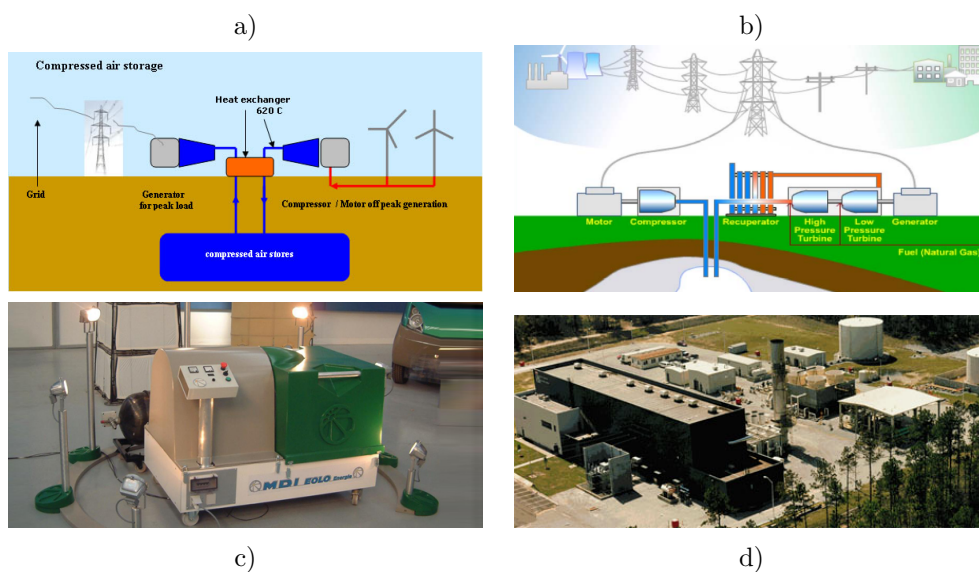 a)
b)
Compressed air storage
Heat exchanger
620 C
Grid
Generator
for peak load
Compressor / Motor off peak generation
compressed air stores
Motor
Compressor
Recuperator
High
Pressure
Turbine
Low
Pressure
Turbine
Generator
Fuel (Natural Gas)
MDI EOLO Energie
c)
d)